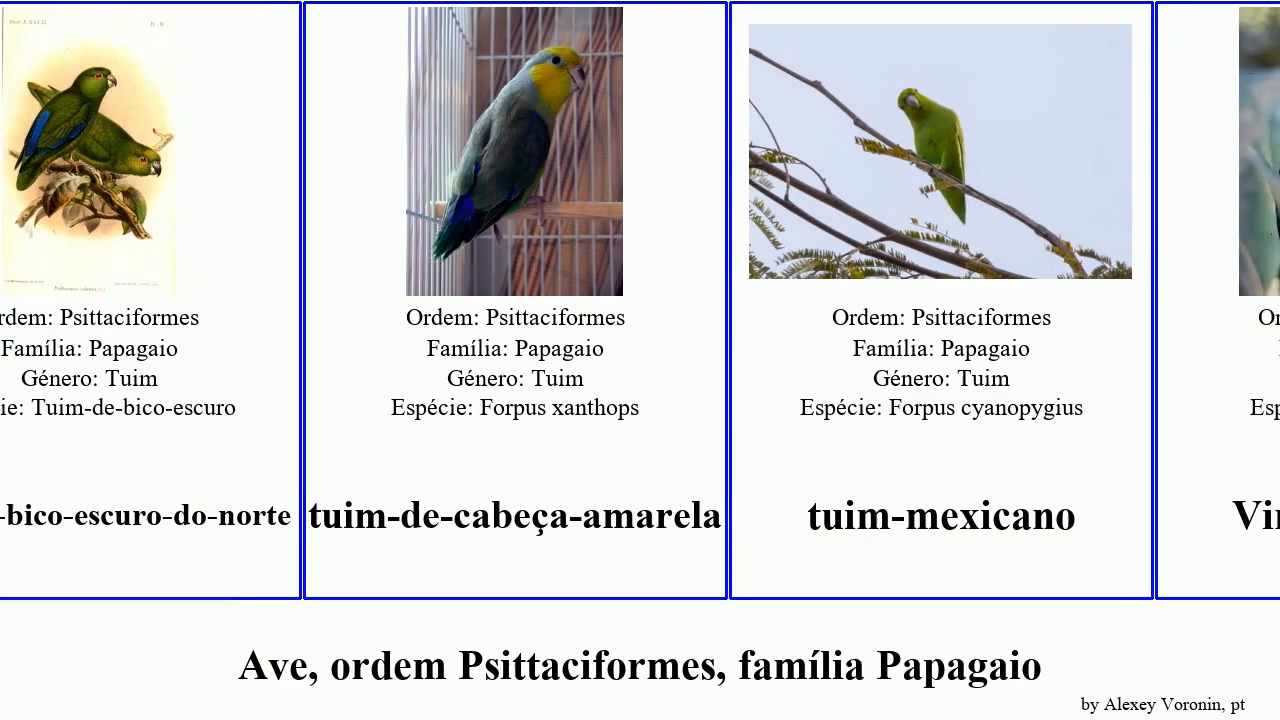 rdem: Psittaciformes
Família: Papagaio
Género: Tuim
ie: Tuim-de-bico-escuro
-bico-escuro-do-norte
Ordem: Psittaciformes
Família: Papagaio
Género: Tuim
Espécie: Forpus xanthops
tuim-de-cabeça-amarela
Ordem: Psittaciformes
Família: Papagaio
Género: Tuim
Espécie: Forpus cyanopygius
tuim-mexicano
Or
Esp
Vi
Ave, ordem Psittaciformes, família Papagaio
by Alexey Voronin, pt